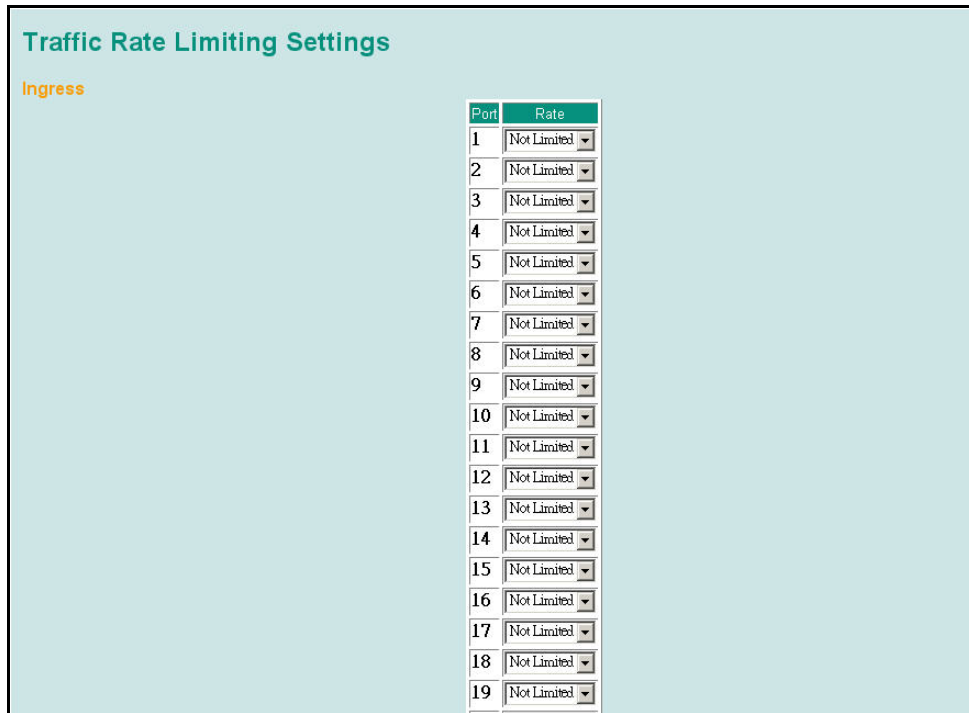 Traffic Rate Limiting Settings
Ingress
Port Rate
1 Not Limited
2 Not Limited
3 Not Limited
4 Not Limited
5 Not Limited
6 Not Limited
7 Not Limited
8 Not Limited
9 Not Limited
10 Not Limited
11 Not Limited
12 Not Limited
13 Not Limited
14 Not Limited
15 Not Limited
16 Not Limited
17 Not Limited
18 Not Limited
19 Not Limited